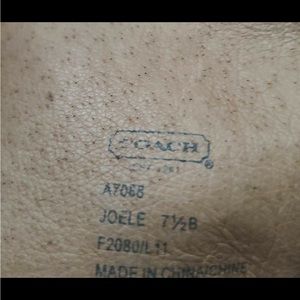 COACH
®
A7068
JOELE 7½B
F2080/L11
MADE IN CHINA/CHINE